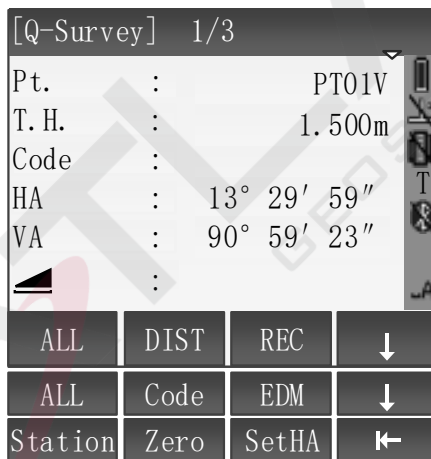 [Q-Survey] 1/3
Pt. : PT01V
T.H. : 1.500m
Code :
HA : 13° 29′ 59″
VA : 90° 59′ 23″
:
T
ALL DIST REC ↓
ALL Code EDM ↓
Station Zero SetHA